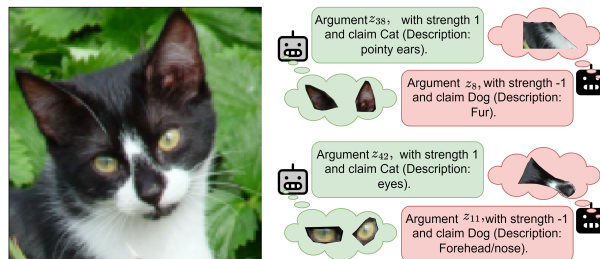 Argument z₃₈, with strength 1
and claim Cat (Description:
pointy ears).
Argument z₈, with strength -1
and claim Dog (Description:
Fur).
Argument z₄₂, with strength 1
and claim Cat (Description:
eyes).
Argument z₁₁, with strength -1
and claim Dog (Description:
Forehead/nose).